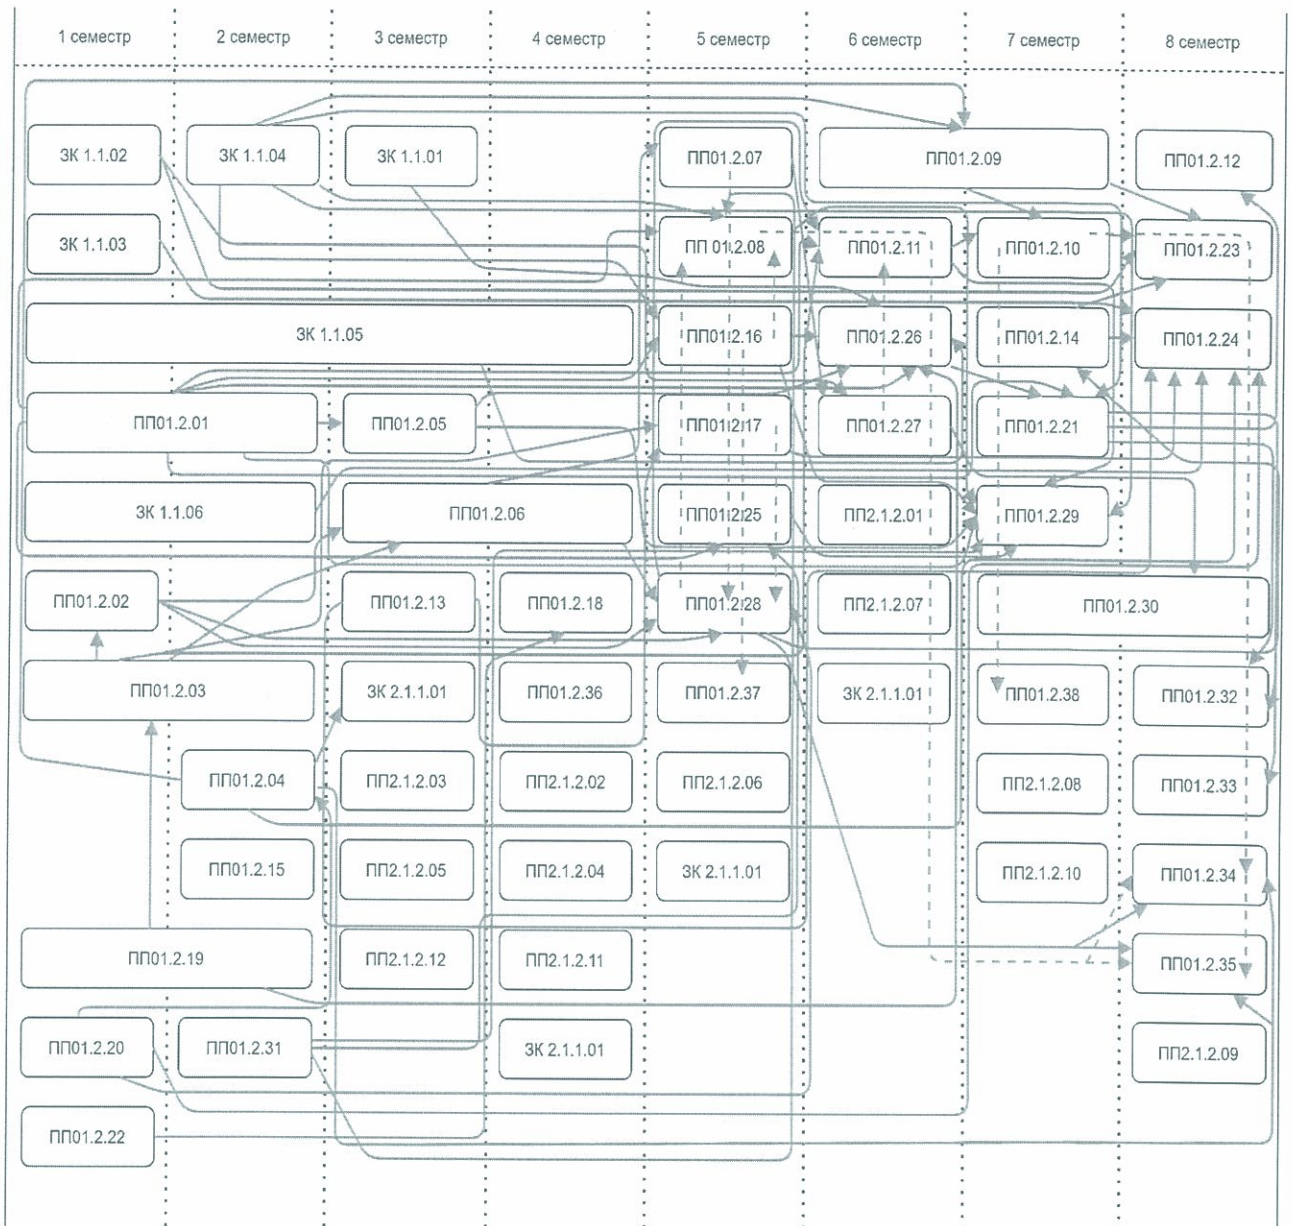 1 семестр 2 семестр 3 семестр 4 семестр 5 семестр 6 семестр 7 семестр 8 семестр
ЗК 1.1.02 ЗК 1.1.04 ЗК 1.1.01 ПП01.2.07 ПП01.2.09 ПП01.2.12
ЗК 1.1.03 ПП 01.2.08 ПП01.2.11 ПП01.2.10 ПП01.2.23
ЗК 1.1.05 ПП01.2.16 ПП01.2.26 ПП01.2.14 ПП01.2.24
ПП01.2.01 ПП01.2.05 ПП01.2.17 ПП01.2.27 ПП01.2.21
ЗК 1.1.06 ПП01.2.06 ПП01.2.25 ПП2.1.2.01 ПП01.2.29
ПП01.2.02 ПП01.2.13 ПП01.2.18 ПП01.2.28 ПП2.1.2.07 ПП01.2.30
ПП01.2.03 ЗК 2.1.1.01 ПП01.2.36 ПП01.2.37 ЗК 2.1.1.01 ПП01.2.38 ПП01.2.32
ПП01.2.04 ПП2.1.2.03 ПП2.1.2.02 ПП2.1.2.06 ПП2.1.2.08 ПП01.2.33
ПП01.2.15 ПП2.1.2.05 ПП2.1.2.04 ЗК 2.1.1.01 ПП2.1.2.10 ПП01.2.34
ПП01.2.19 ПП2.1.2.12 ПП2.1.2.11 ПП01.2.35
ПП01.2.20 ПП01.2.31 ЗК 2.1.1.01 ПП2.1.2.09
ПП01.2.22